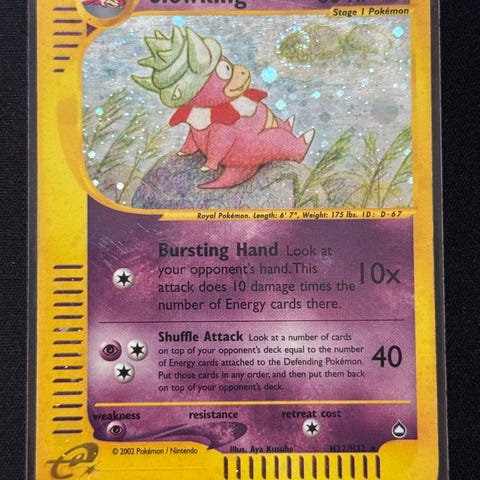 Slowking
Stage 1 Pokémon
Royal Pokémon. Length: 6' 7", Weight: 175 lbs. ID: D-67
Bursting Hand Look at
your opponent's hand. This
attack does 10 damage times the
number of Energy cards there.
10x
Shuffle Attack Look at a number of cards
on top of your opponent's deck equal to the number
of Energy cards attached to the Defending Pokémon.
Put those cards in any order, and then put them back
on top of your opponent's deck.
40
weakness resistance retreat cost
Illus. Aya Kusube H22/H32
© 2002 Pokémon / Nintendo
e